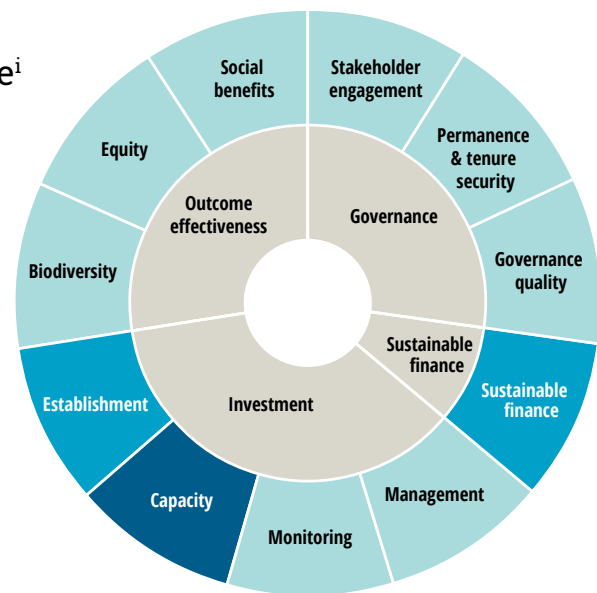 e^i
Social
benefits
Stakeholder
engagement
Equity
Permanence
& tenure
security
Outcome
effectiveness
Governance
Biodiversity
Governance
quality
Sustainable
finance
Establishment
Investment
Sustainable
finance
Capacity
Management
Monitoring